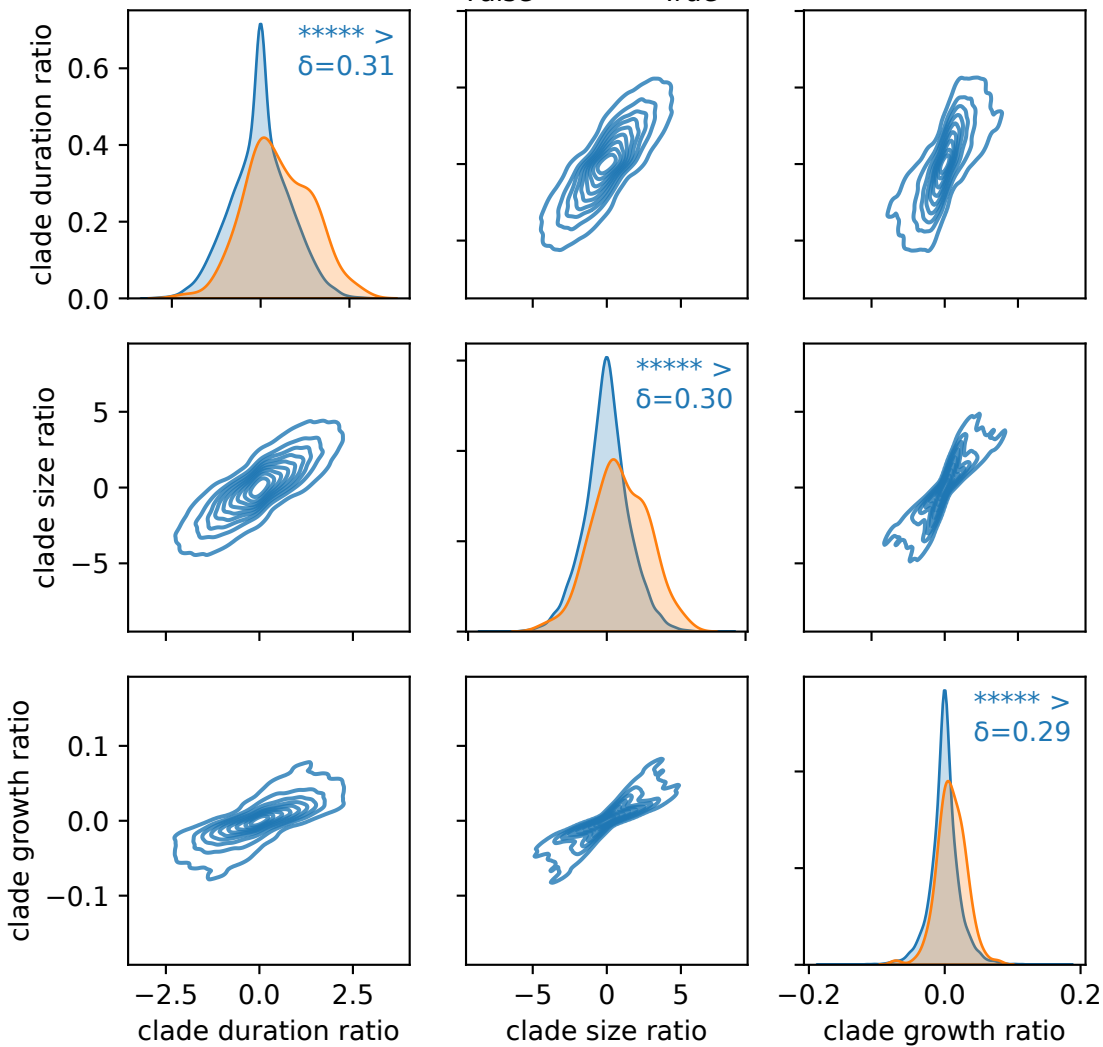 ***** >
δ=0.31
clade duration ratio
0.6
0.4
0.2
0.0
***** >
δ=0.30
clade size ratio
5
0
−5
***** >
δ=0.29
clade growth ratio
0.1
0.0
−0.1
−2.5 0.0 2.5
−5 0 5
−0.2 0.0 0.2
clade duration ratio
clade size ratio
clade growth ratio